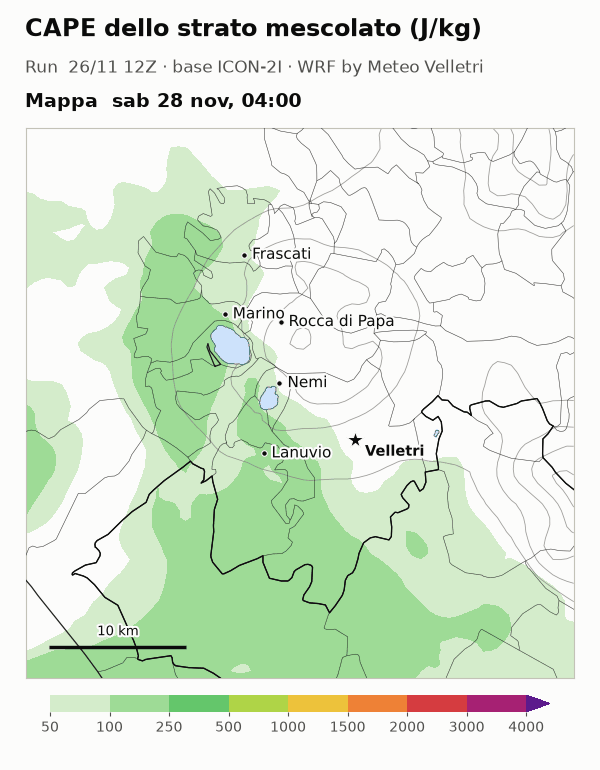 CAPE dello strato mescolato (J/kg)
Run 26/11 12Z · base ICON-2I · WRF by Meteo Velletri
Mappa sab 28 nov, 04:00
Frascati
Marino
Rocca di Papa
Nemi
Velletri
Lanuvio
10 km
50 100 250 500 1000 1500 2000 3000 4000